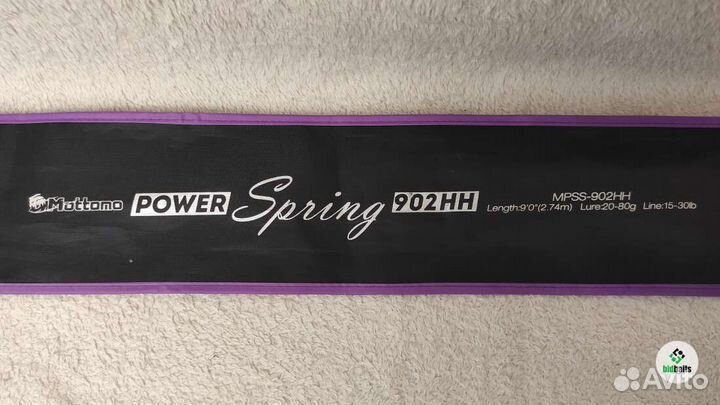 Mottomo POWER Spring 902HH
MPSS-902HH
Length:9'0"(2.74m) Lure:20-80g Line:15-30lb
bidbaits
Avito